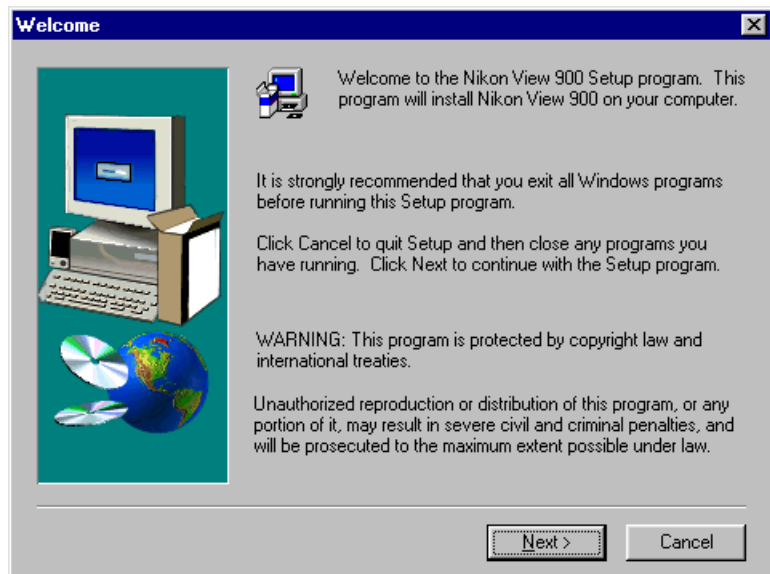 Welcome
Welcome to the Nikon View 900 Setup program.  This
program will install Nikon View 900 on your computer.
It is strongly recommended that you exit all Windows programs
before running this Setup program.
Click Cancel to quit Setup and then close any programs you
have running.  Click Next to continue with the Setup program.
WARNING: This program is protected by copyright law and
international treaties.
Unauthorized reproduction or distribution of this program, or any
portion of it, may result in severe civil and criminal penalties, and
will be prosecuted to the maximum extent possible under law.
Next >
Cancel